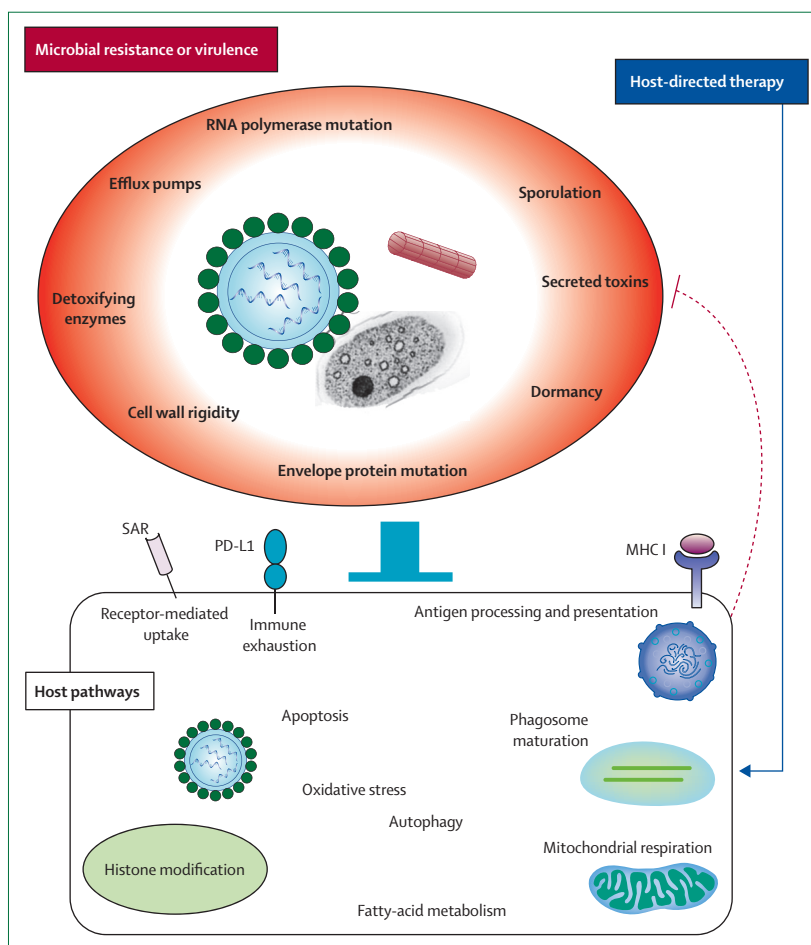 Microbial resistance or virulence
Host-directed therapy
RNA polymerase mutation
Efflux pumps
Sporulation
Detoxifying
enzymes
Secreted toxins
Cell wall rigidity
Dormancy
Envelope protein mutation
SAR
PD-L1
MHC I
Receptor-mediated
uptake
Immune
exhaustion
Antigen processing and presentation
Host pathways
Apoptosis
Phagosome
maturation
Oxidative stress
Autophagy
Mitochondrial respiration
Histone modification
Fatty-acid metabolism